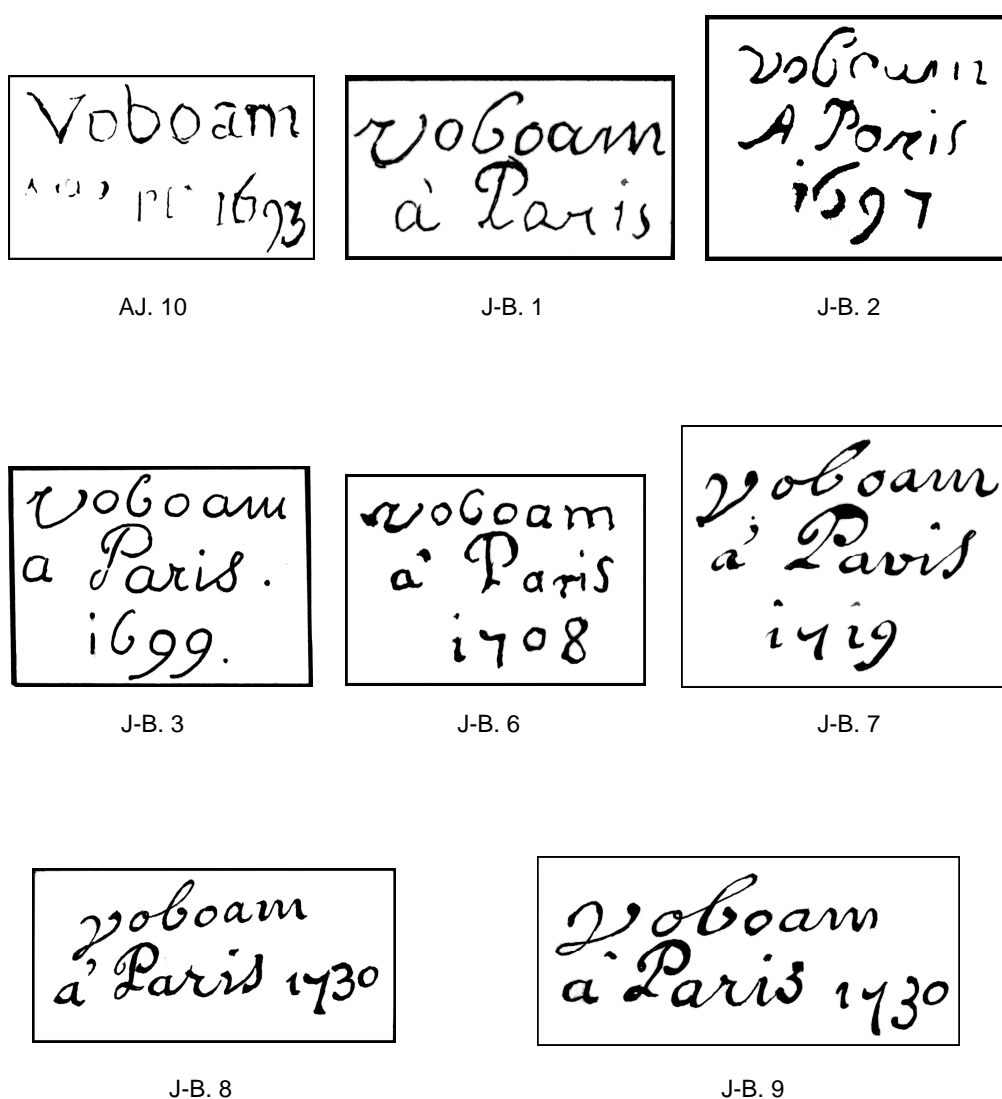 Voboam
1693
AJ. 10
voboam
à Paris
J-B. 1
voboam
A Paris
1697
J-B. 2
voboam
a Paris.
1699.
J-B. 3
voboam
à Paris
1708
J-B. 6
voboam
à Paris
1719
J-B. 7
voboam
à Paris 1730
J-B. 8
voboam
à Paris 1730
J-B. 9